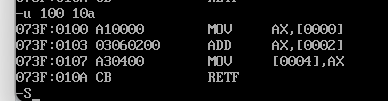 -u 100 10a
073F:0100 A10000 MOV AX,[0000]
073F:0103 03060200 ADD AX,[0002]
073F:0107 A30400 MOV [0004],AX
073F:010A CB RETF
-S_